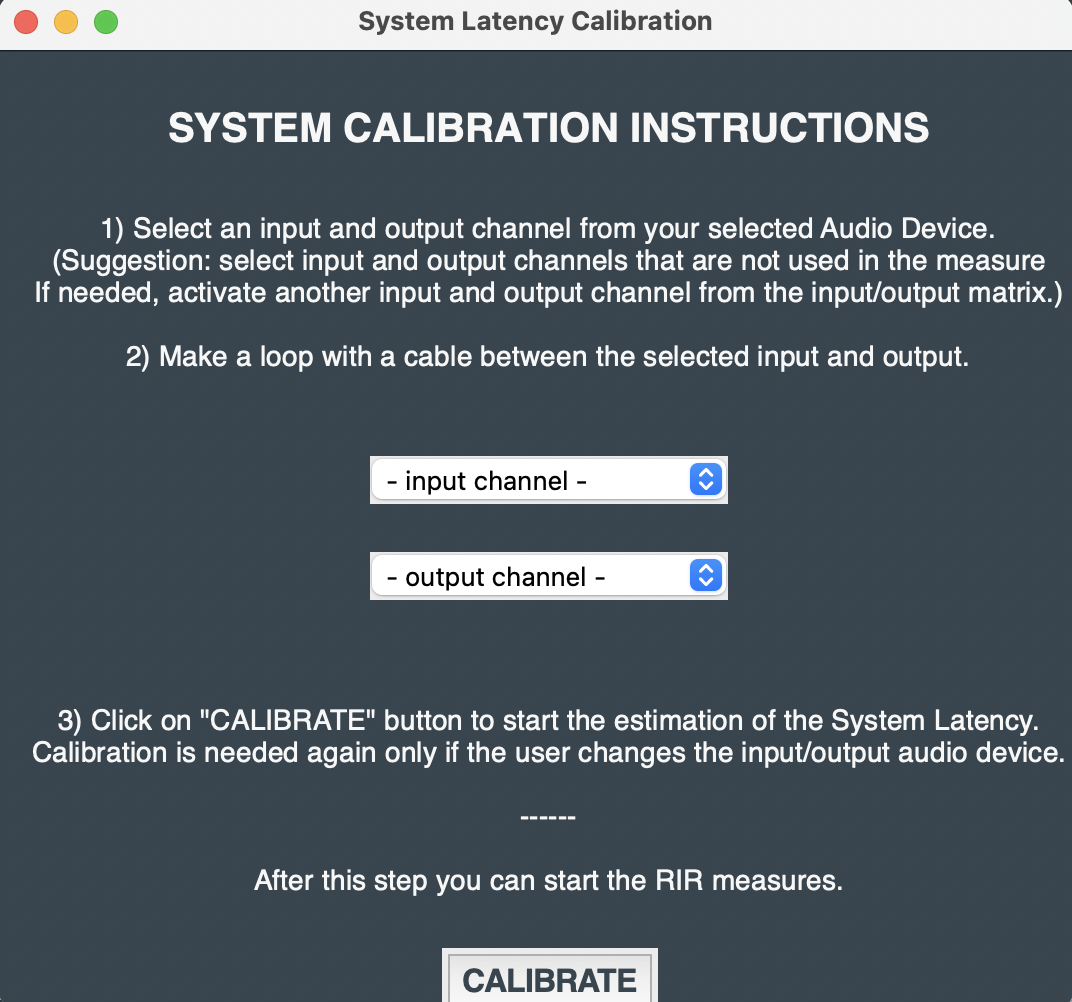 System Latency Calibration
SYSTEM CALIBRATION INSTRUCTIONS
1) Select an input and output channel from your selected Audio Device.
(Suggestion: select input and output channels that are not used in the measure
If needed, activate another input and output channel from the input/output matrix.)
2) Make a loop with a cable between the selected input and output.
- input channel -
- output channel -
3) Click on "CALIBRATE" button to start the estimation of the System Latency.
Calibration is needed again only if the user changes the input/output audio device.
------
After this step you can start the RIR measures.
CALIBRATE